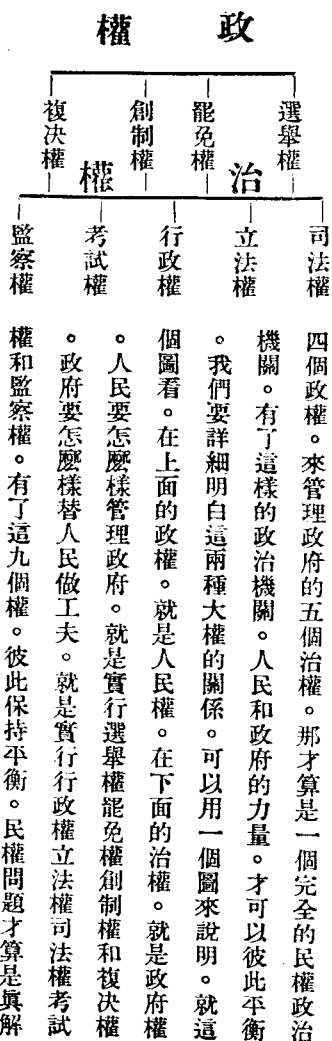 政權
選舉權
罷免權
創制權
複决權
治權
司法權
立法權
行政權
考試權
監察權
四個政權。來管理政府的五個治權。那才算是一個完全的民權政治
機關。有了這樣的政治機關。人民和政府的力量。才可以彼此平衡
。我們要詳細明白這兩種大權的關係。可以用一個圖來說明。就這
個圖看。在上面的政權。就是人民權。在下面的治權。就是政府權
。人民要怎麽樣管理政府。就是實行選舉權罷免權創制權和複决權
。政府要怎麽樣替人民做工夫。就是實行行政權立法權司法權考試
權和監察權。有了這九個權。彼此保持平衡。民權問題才算是眞解